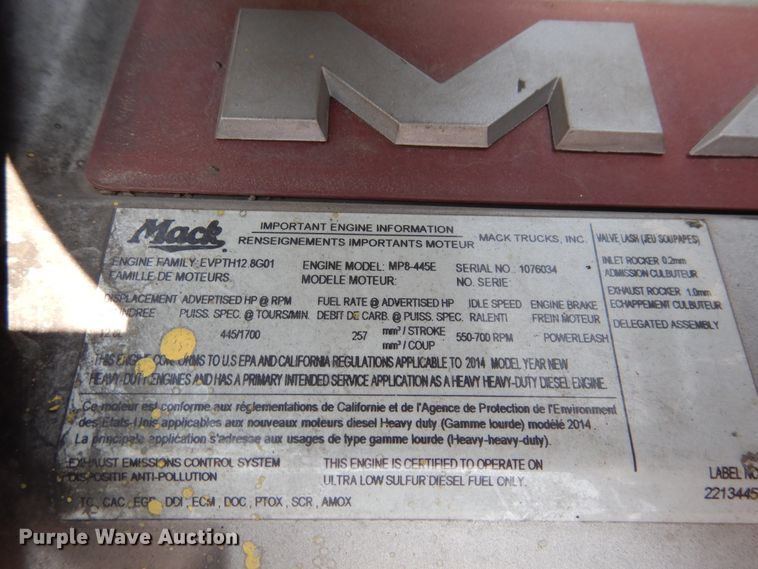 MA
Mack
IMPORTANT ENGINE INFORMATION
RENSEIGNEMENTS IMPORTANTS MOTEUR
MACK TRUCKS, INC.
VALVE LASH (JEU SOUPAPES)
ENGINE FAMILY: EVPTH12.8G01
FAMILLE DE MOTEURS
ENGINE MODEL: MP8-445E
MODELE MOTEUR:
SERIAL NO.: 1076034
NO. SERIE:
INLET ROCKER 0.2mm
ADMISSION CULBUTEUR
EXHAUST ROCKER 1.0mm
ECHAPPEMENT CULBUTEUR
DELEGATED ASSEMBLY
DISPLACEMENT ADVERTISED HP @ RPM FUEL RATE @ ADVERTISED HP IDLE SPEED ENGINE BRAKE
PUISS. SPEC. @ TOURS/MIN. DEBIT DE CARB. @ PUISS. SPEC. RALENTI FREIN MOTEUR
445/1700 257 mm³ / STROKE
mm³ / COUP 550-700 RPM POWERLEASH
THIS ENGINE CONFORMS TO U.S EPA AND CALIFORNIA REGULATIONS APPLICABLE TO 2014 MODEL YEAR NEW
HEAVY-DUTY ENGINES AND HAS A PRIMARY INTENDED SERVICE APPLICATION AS A HEAVY HEAVY-DUTY DIESEL ENGINE.
Ce moteur est conforme aux réglementations de Californie et de l'Agence de Protection de l'Environment
des Etats-Unis applicables aux nouveaux moteurs diesel Heavy duty (Gamme lourde) modélé 2014.
La principale application s'adresse aux usages de type gamme lourde (Heavy-heavy-duty).
EXHAUST EMISSIONS CONTROL SYSTEM
DISPOSITIF ANTI-POLLUTION
THIS ENGINE IS CERTIFIED TO OPERATE ON
ULTRA LOW SULFUR DIESEL FUEL ONLY.
TC , CAC , EGR , DDI , ECM , DOC , PTOX , SCR , AMOX
LABEL NO
2213445
Purple Wave Auction